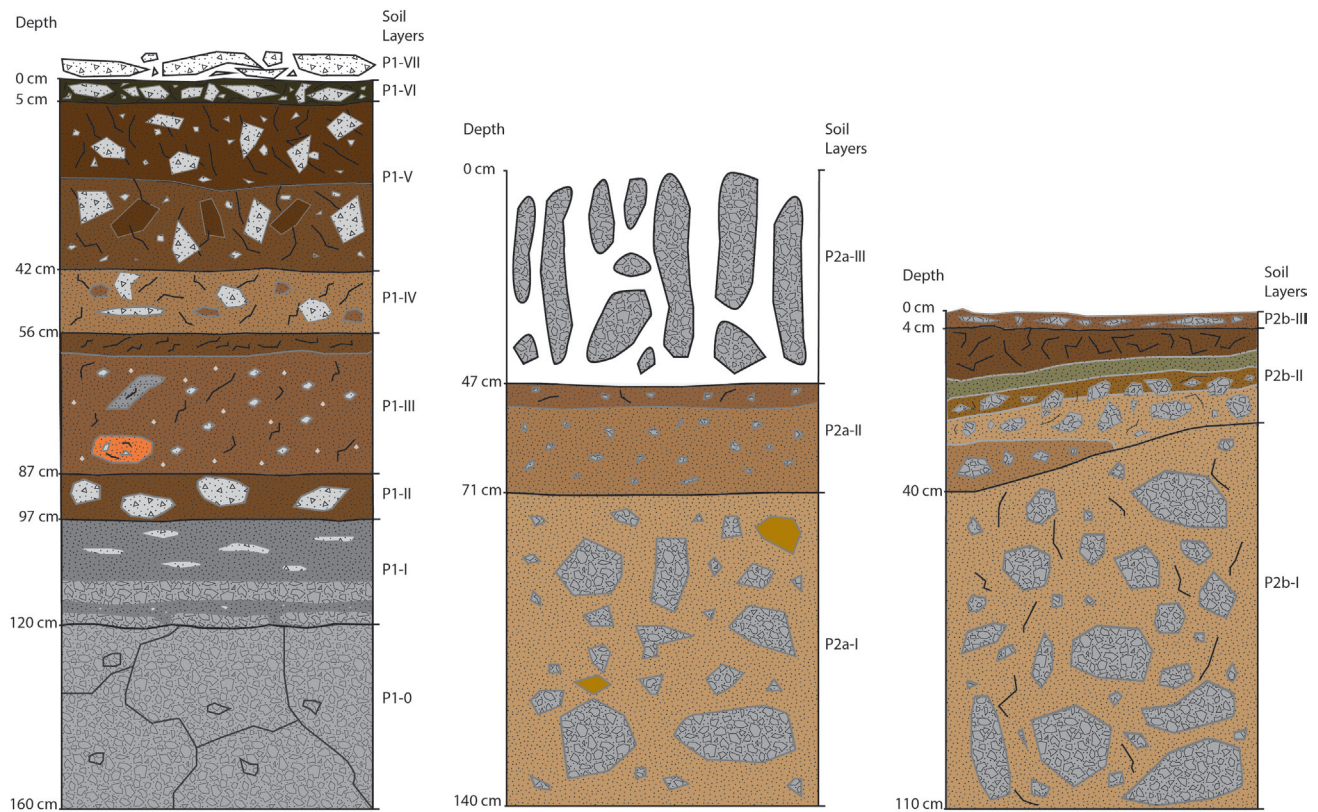 Depth
Soil
Layers
P1-VII
0 cm
P1-VI
5 cm
P1-V
42 cm
P1-IV
56 cm
P1-III
87 cm
P1-II
97 cm
P1-I
120 cm
P1-0
160 cm
Depth
Soil
Layers
0 cm
P2a-III
47 cm
P2a-II
71 cm
P2a-I
140 cm
Depth
Soil
Layers
0 cm
P2b-III
4 cm
P2b-II
40 cm
P2b-I
110 cm